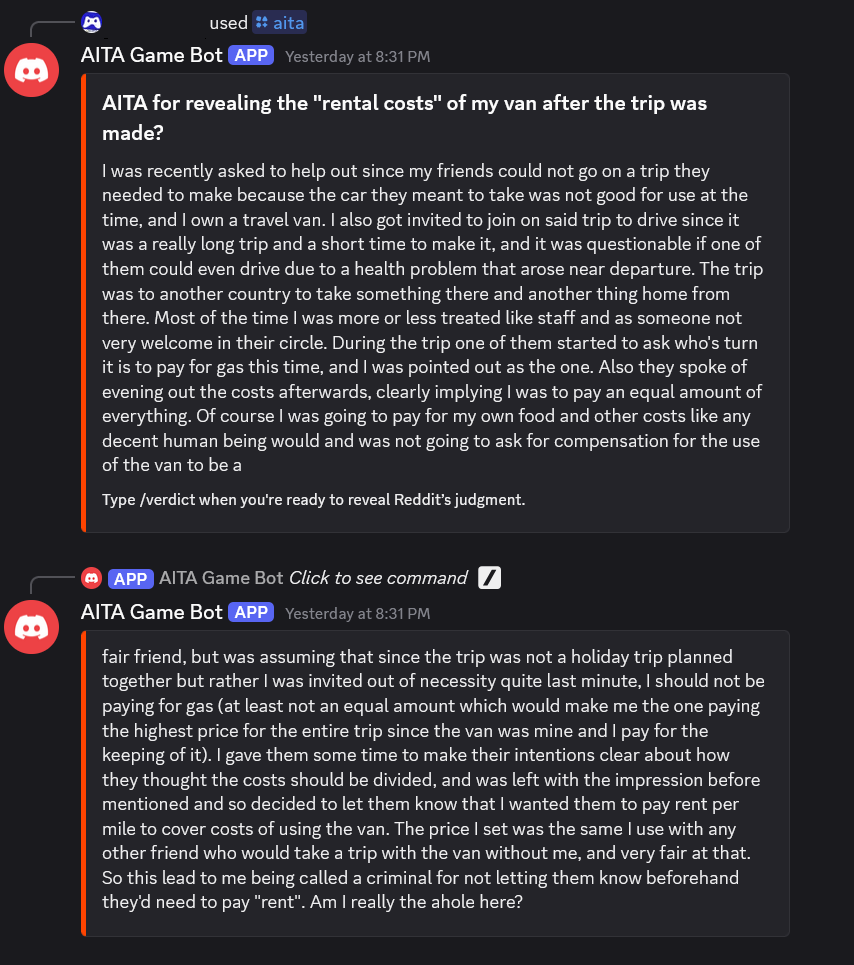 used aita
AITA Game Bot APP Yesterday at 8:31 PM
AITA for revealing the "rental costs" of my van after the trip was
made?
I was recently asked to help out since my friends could not go on a trip they
needed to make because the car they meant to take was not good for use at the
time, and I own a travel van. I also got invited to join on said trip to drive since it
was a really long trip and a short time to make it, and it was questionable if one of
them could even drive due to a health problem that arose near departure. The trip
was to another country to take something there and another thing home from
there. Most of the time I was more or less treated like staff and as someone not
very welcome in their circle. During the trip one of them started to ask who's turn
it is to pay for gas this time, and I was pointed out as the one. Also they spoke of
evening out the costs afterwards, clearly implying I was to pay an equal amount of
everything. Of course I was going to pay for my own food and other costs like any
decent human being would and was not going to ask for compensation for the use
of the van to be a
Type /verdict when you're ready to reveal Reddit’s judgment.
APP AITA Game Bot Click to see command
AITA Game Bot APP Yesterday at 8:31 PM
fair friend, but was assuming that since the trip was not a holiday trip planned
together but rather I was invited out of necessity quite last minute, I should not be
paying for gas (at least not an equal amount which would make me the one paying
the highest price for the entire trip since the van was mine and I pay for the
keeping of it). I gave them some time to make their intentions clear about how
they thought the costs should be divided, and was left with the impression before
mentioned and so decided to let them know that I wanted them to pay rent per
mile to cover costs of using the van. The price I set was the same I use with any
other friend who would take a trip with the van without me, and very fair at that.
So this lead to me being called a criminal for not letting them know beforehand
they'd need to pay "rent". Am I really the ahole here?